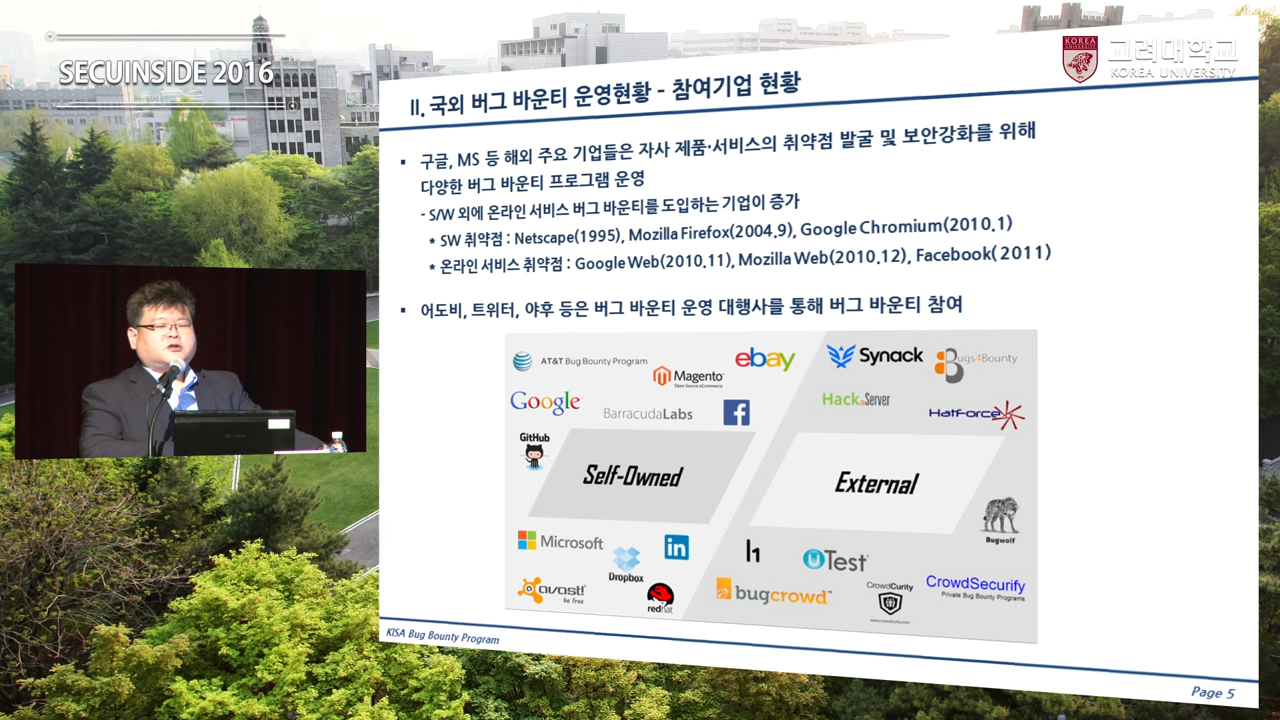 SECUINSIDE 2016
KOREA UNIVERSITY
고려대학교
KOREA UNIVERSITY
II. 국외 버그 바운티 운영현황 - 참여기업 현황
▪ 구글, MS 등 해외 주요 기업들은 자사 제품·서비스의 취약점 발굴 및 보안강화를 위해
다양한 버그 바운티 프로그램 운영
- S/W 외에 온라인 서비스 버그 바운티를 도입하는 기업이 증가
* SW 취약점 : Netscape(1995), Mozilla Firefox(2004.9), Google Chromium(2010.1)
* 온라인 서비스 취약점 : Google Web(2010.11), Mozilla Web(2010.12), Facebook( 2011)
▪ 어도비, 트위터, 야후 등은 버그 바운티 운영 대행사를 통해 버그 바운티 참여
AT&T Bug Bounty Program
Magento
Open Source eCommerce
ebay
Google
BarracudaLabs
f
GitHub
Self-Owned
Microsoft
Dropbox
in
avast!
be free
redhat
Synack
Bugs4Bounty
HackaServer
Hatforce
External
Bugwolf
h1
uTest
bugcrowd
CrowdCurity
www.crowdcurity.com
CrowdSecurify
Private Bug Bounty Programs
KISA Bug Bounty Program
Page 5